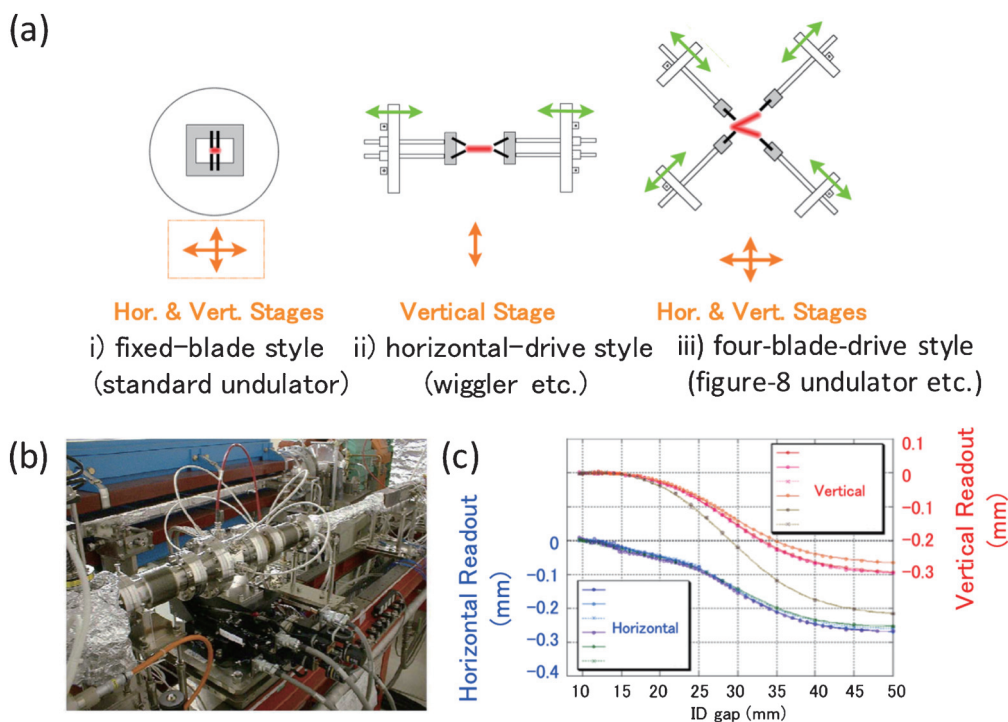 (a)
Hor. & Vert. Stages
i) fixed-blade style
(standard undulator)
Vertical Stage
ii) horizontal-drive style
(wiggler etc.)
Hor. & Vert. Stages
iii) four-blade-drive style
(figure-8 undulator etc.)
(b)
(c)
Horizontal Readout
(mm)
0
-0.1
-0.2
-0.3
-0.4
Vertical
Horizontal
0.1
0
-0.1
-0.2
-0.3
Vertical Readout
(mm)
10 15 20 25 30 35 40 45 50
ID gap (mm)